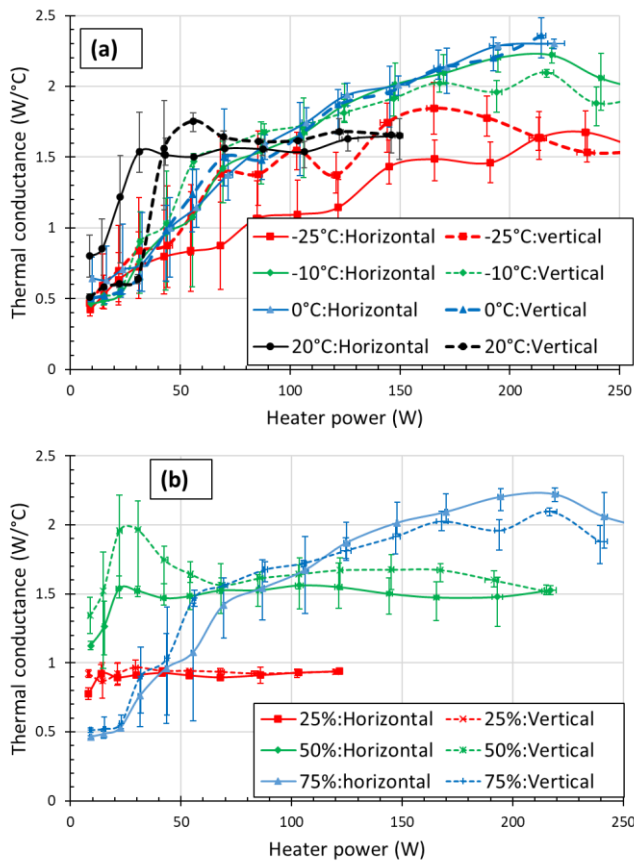 2.5
(a)
2
1.5
1
0.5
0
Thermal conductance (W/°C)
-25°C:Horizontal
-25°C:vertical
-10°C:Horizontal
-10°C:Vertical
0°C:Horizontal
0°C:Vertical
20°C:Horizontal
20°C:Vertical
0
50
100
150
200
250
Heater power (W)
2.5
(b)
2
1.5
1
0.5
0
Thermal conductance (W/°C)
25%:Horizontal
25%:Vertical
50%:Horizontal
50%:Vertical
75%:horizontal
75%:Vertical
0
50
100
150
200
250
Heater power (W)